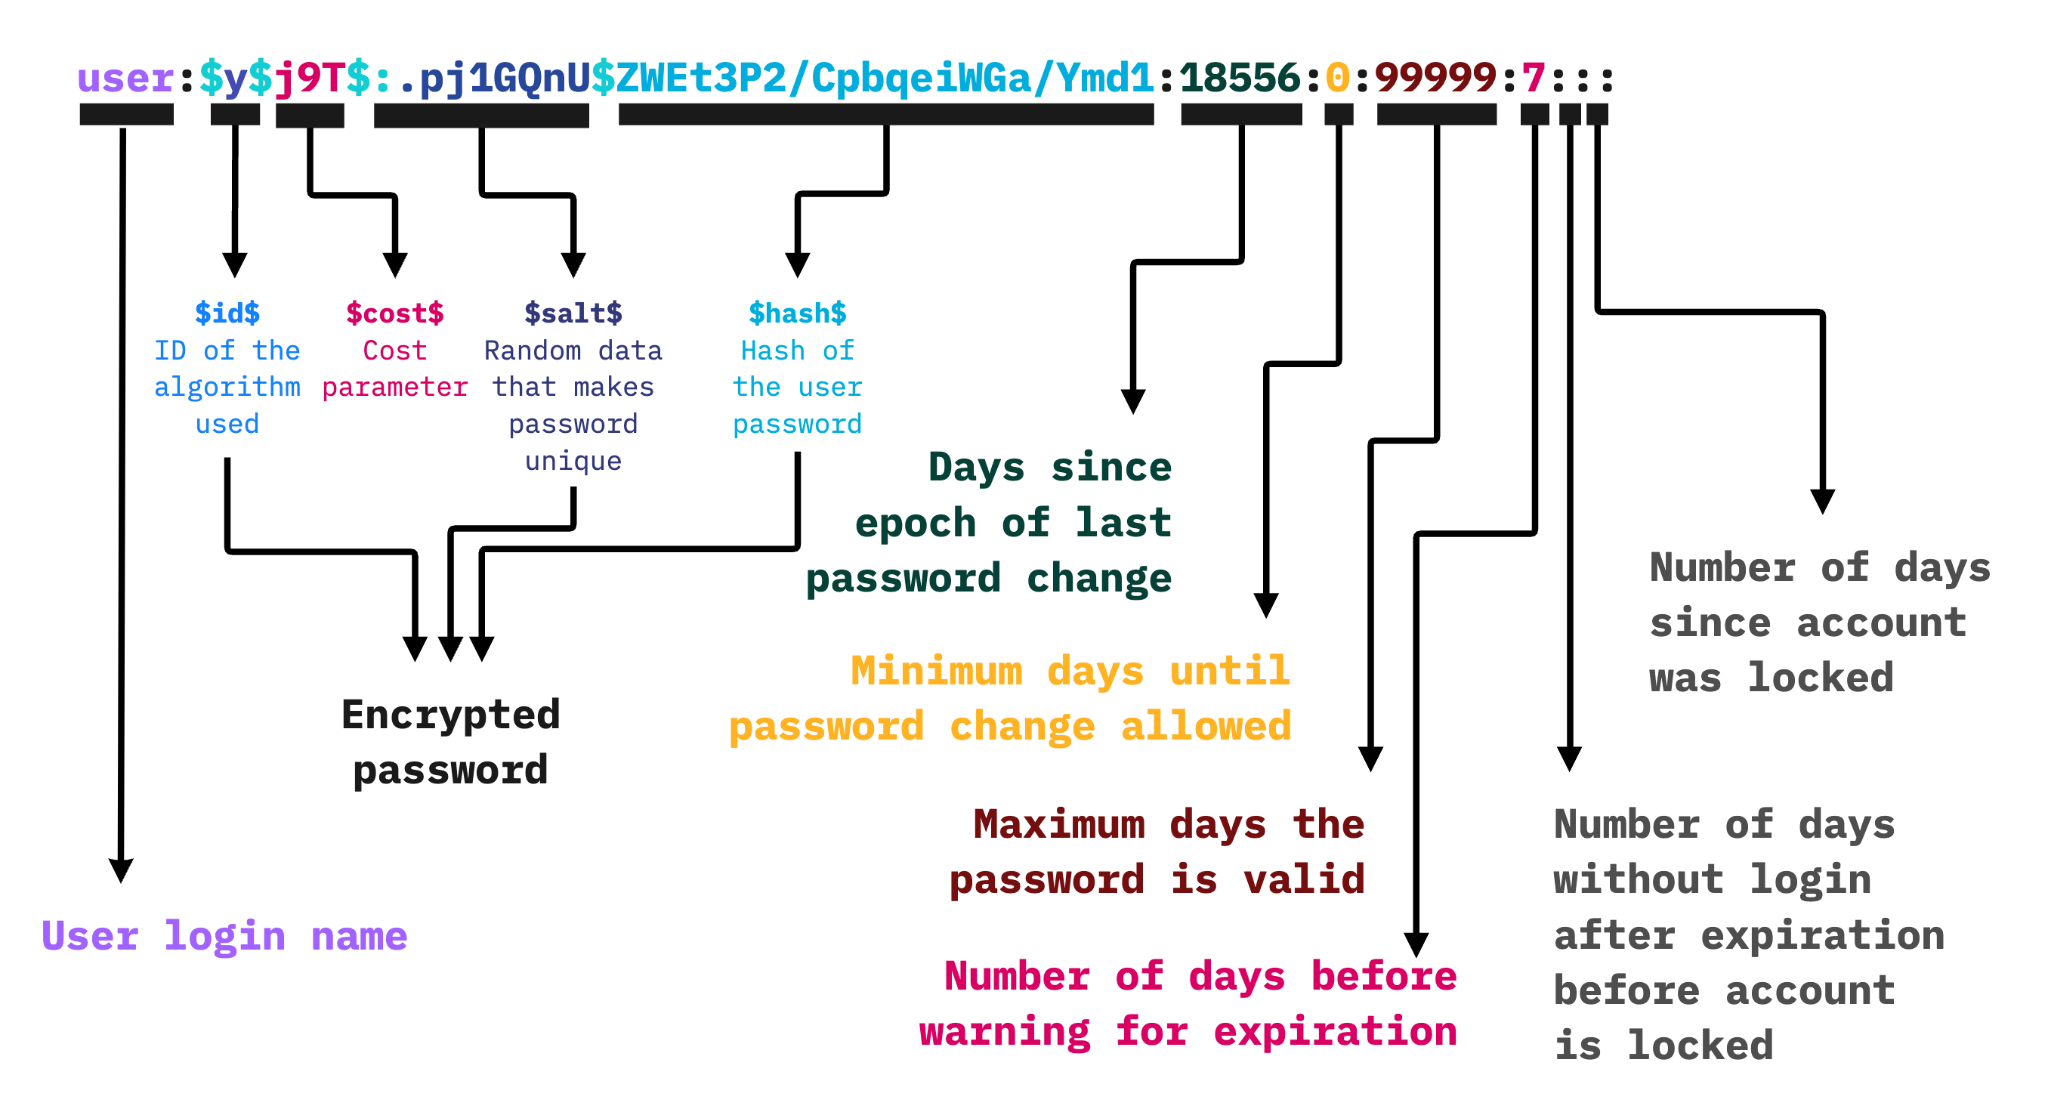 user:$y$j9T$:.pj1GQnU$ZWEt3P2/CpbqeiWGa/Ymd1:18556:0:99999:7:::
$id$
ID of the
algorithm
used
$cost$
Cost
parameter
$salt$
Random data
that makes
password
unique
$hash$
Hash of
the user
password
Encrypted
password
User login name
Days since
epoch of last
password change
Minimum days until
password change allowed
Maximum days the
password is valid
Number of days before
warning for expiration
Number of days
without login
after expiration
before account
is locked
Number of days
since account
was locked